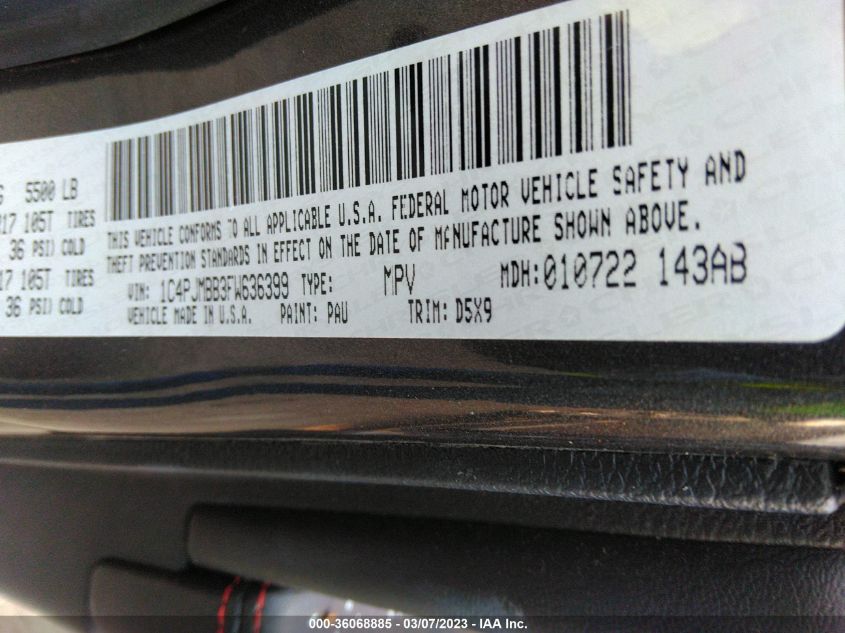 5500 LB
17 105T TIRES
36 PSI) COLD
17 105T TIRES
36 PSI) COLD
THIS VEHICLE CONFORMS TO ALL APPLICABLE U.S.A. FEDERAL MOTOR VEHICLE SAFETY AND
THEFT PREVENTION STANDARDS IN EFFECT ON THE DATE OF MANUFACTURE SHOWN ABOVE.
VIN: 1C4PJMBB3FW636399 TYPE: MPV MDH:010722 143AB
VEHICLE MADE IN U.S.A. PAINT: PAU TRIM: D5X9
000-36068885 - 03/07/2023 - IAA Inc.